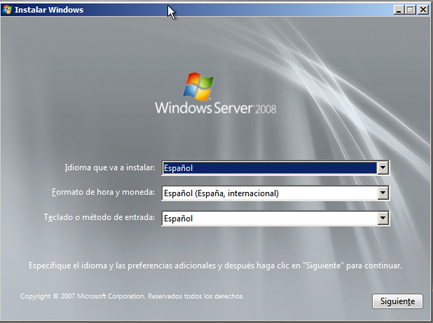 Instalar Windows
Windows Server 2008
Idioma que va a instalar: Español
Formato de hora y moneda: Español (España, internacional)
Teclado o método de entrada: Español
Especifique el idioma y las preferencias adicionales y después haga clic en "Siguiente" para continuar.
Copyright © 2007 Microsoft Corporation. Reservados todos los derechos.
Siguiente